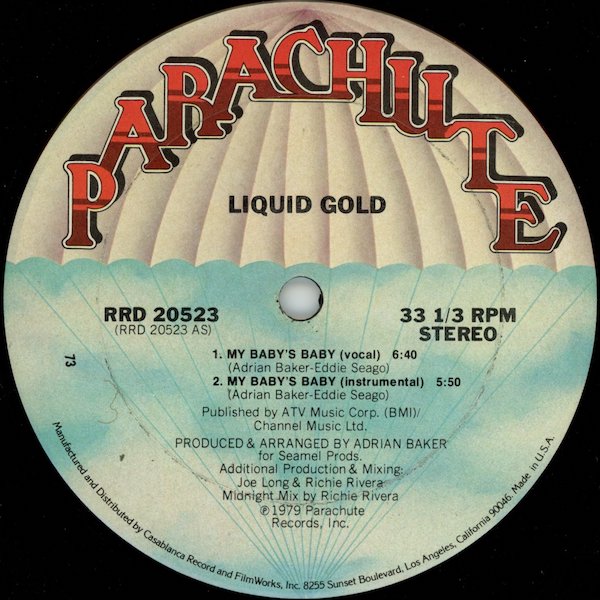 PARACHUTE
LIQUID GOLD
RRD 20523
(RRD 20523 AS)
33 1/3 RPM
STEREO
73
1. MY BABY'S BABY (vocal) 6:40
(Adrian Baker-Eddie Seago)
2. MY BABY'S BABY (instrumental) 5:50
(Adrian Baker-Eddie Seago)
Published by ATV Music Corp. (BMI)/
Channel Music Ltd.
PRODUCED & ARRANGED BY ADRIAN BAKER
for Seamel Prods.
Additional Production & Mixing:
Joe Long & Richie Rivera
Midnight Mix by Richie Rivera
℗1979 Parachute
Records, Inc.
Manufactured and Distributed by Casablanca Record and FilmWorks, Inc. 8255 Sunset Boulevard, Los Angeles, California 90046. Made in U.S.A.